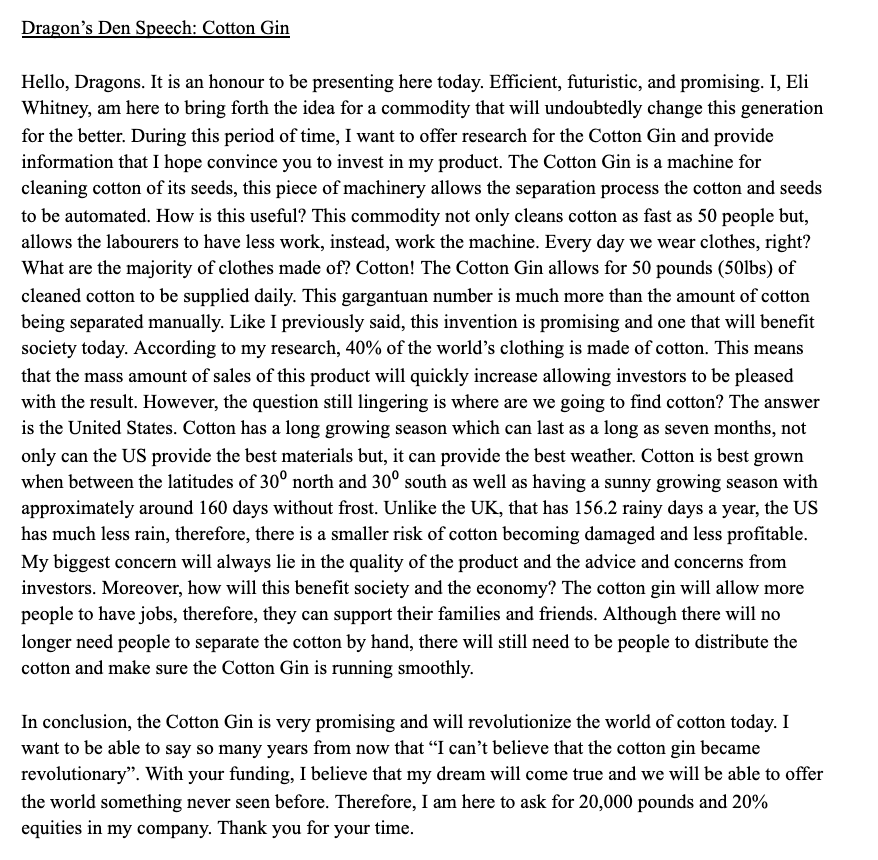 Dragon’s Den Speech: Cotton Gin
Hello, Dragons. It is an honour to be presenting here today. Efficient, futuristic, and promising. I, Eli
Whitney, am here to bring forth the idea for a commodity that will undoubtedly change this generation
for the better. During this period of time, I want to offer research for the Cotton Gin and provide
information that I hope convince you to invest in my product. The Cotton Gin is a machine for
cleaning cotton of its seeds, this piece of machinery allows the separation process the cotton and seeds
to be automated. How is this useful? This commodity not only cleans cotton as fast as 50 people but,
allows the labourers to have less work, instead, work the machine. Every day we wear clothes, right?
What are the majority of clothes made of? Cotton! The Cotton Gin allows for 50 pounds (50lbs) of
cleaned cotton to be supplied daily. This gargantuan number is much more than the amount of cotton
being separated manually. Like I previously said, this invention is promising and one that will benefit
society today. According to my research, 40% of the world’s clothing is made of cotton. This means
that the mass amount of sales of this product will quickly increase allowing investors to be pleased
with the result. However, the question still lingering is where are we going to find cotton? The answer
is the United States. Cotton has a long growing season which can last as a long as seven months, not
only can the US provide the best materials but, it can provide the best weather. Cotton is best grown
when between the latitudes of 30⁰ north and 30⁰ south as well as having a sunny growing season with
approximately around 160 days without frost. Unlike the UK, that has 156.2 rainy days a year, the US
has much less rain, therefore, there is a smaller risk of cotton becoming damaged and less profitable.
My biggest concern will always lie in the quality of the product and the advice and concerns from
investors. Moreover, how will this benefit society and the economy? The cotton gin will allow more
people to have jobs, therefore, they can support their families and friends. Although there will no
longer need people to separate the cotton by hand, there will still need to be people to distribute the
cotton and make sure the Cotton Gin is running smoothly.
In conclusion, the Cotton Gin is very promising and will revolutionize the world of cotton today. I
want to be able to say so many years from now that “I can’t believe that the cotton gin became
revolutionary”. With your funding, I believe that my dream will come true and we will be able to offer
the world something never seen before. Therefore, I am here to ask for 20,000 pounds and 20%
equities in my company. Thank you for your time.